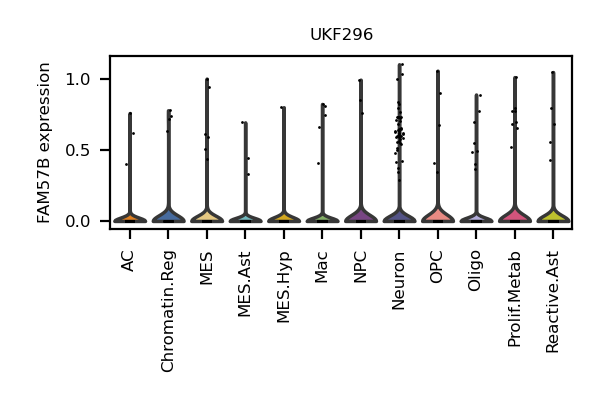 UKF296
FAM57B expression
1.0
0.5
0.0
AC
Chromatin.Reg
MES
MES.Ast
MES.Hyp
Mac
NPC
Neuron
OPC
Oligo
Prolif.Metab
Reactive.Ast